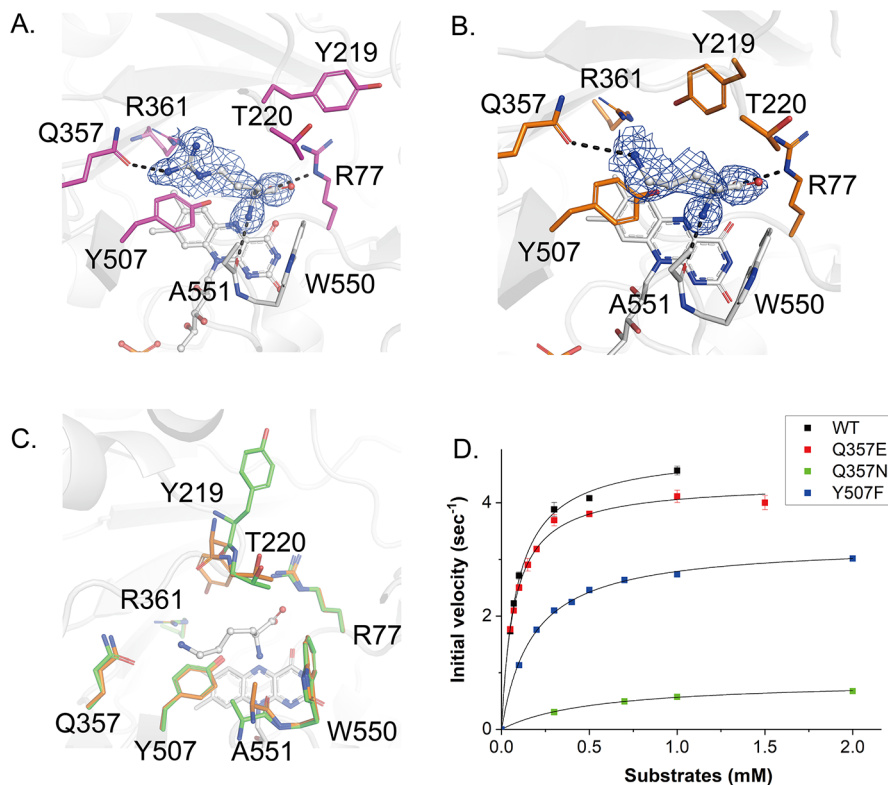 A.
Y219
R361
T220
Q357
R77
Y507
A551
W550
B.
Y219
R361
Q357
T220
R77
Y507
A551
W550
C.
Y219
T220
R361
R77
Q357
Y507
A551
W550
D.
WT
Q357E
Q357N
Y507F
Initial velocity (sec-1)
4
2
0
0.0
0.5
1.0
1.5
2.0
Substrates (mM)